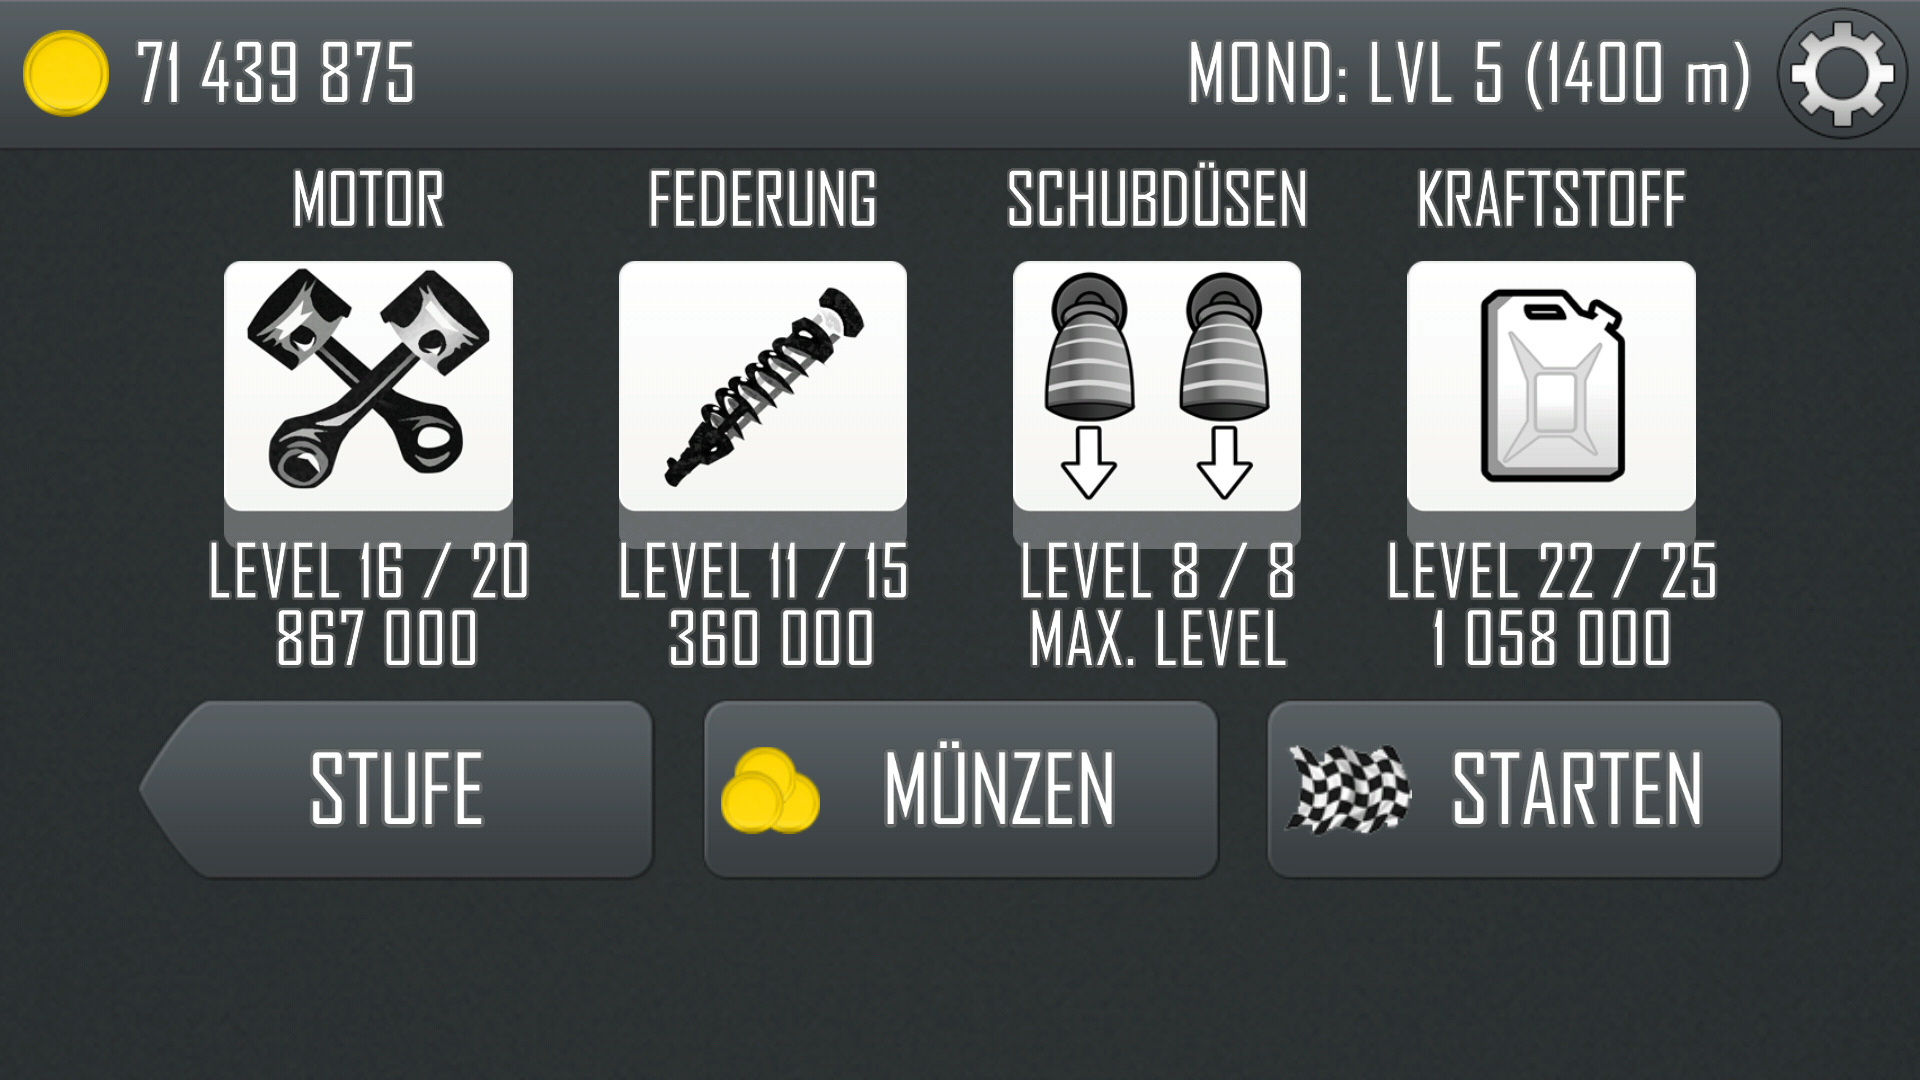 71 439 875
MOND: LVL 5 (1400 m)
MOTOR
FEDERUNG
SCHUBDÜSEN
KRAFTSTOFF
LEVEL 16 / 20
LEVEL 11 / 15
LEVEL 8 / 8
LEVEL 22 / 25
867 000
360 000
MAX. LEVEL
1 058 000
STUFE
MÜNZEN
STARTEN